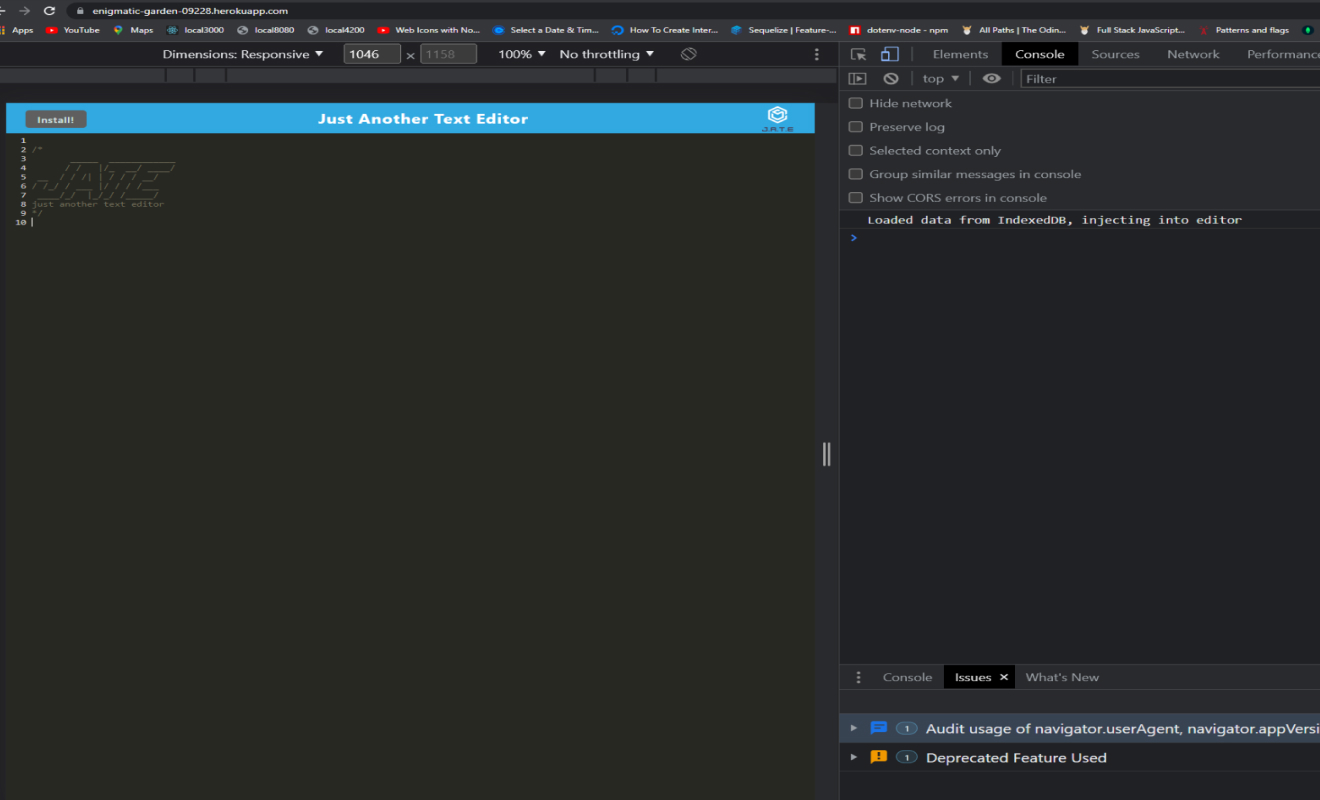 enigmatic-garden-09228.herokuapp.com
Apps YouTube Maps local3000 local8080 local4200 Web Icons with No... Select a Date & Tim... How To Create Inter... Sequelize | Feature-... dotenv-node - npm All Paths | The Odin... Full Stack JavaScript... Patterns and flags
Dimensions: Responsive 1046 × 1158 100% No throttling
Elements Console Sources Network Performanc
top Filter
Hide network
Preserve log
Selected context only
Group similar messages in console
Show CORS errors in console
Loaded data from IndexedDB, injecting into editor
>
Install! Just Another Text Editor J.A.T.E
1
2 /*
3
4
5
6
7
8 just another text editor
9 */
10
Console Issues × What's New
1 Audit usage of navigator.userAgent, navigator.appVersi
1 Deprecated Feature Used